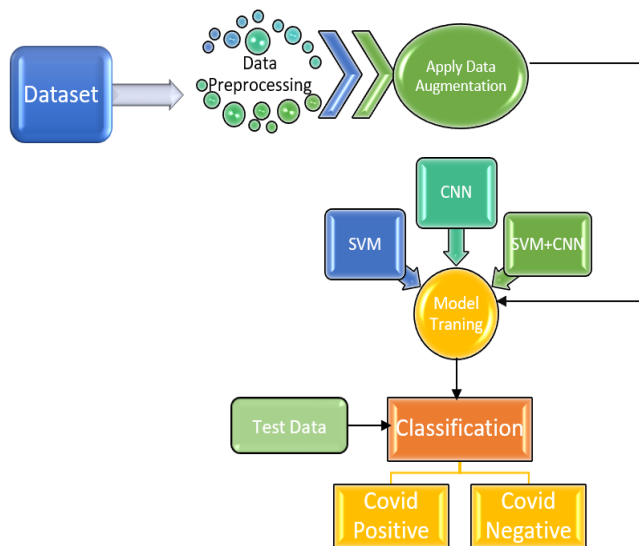 Dataset
Data
Preprocessing
Apply Data
Augmentation
CNN
SVM
SVM+CNN
Model
Traning
Test Data
Classification
Covid
Positive
Covid
Negative